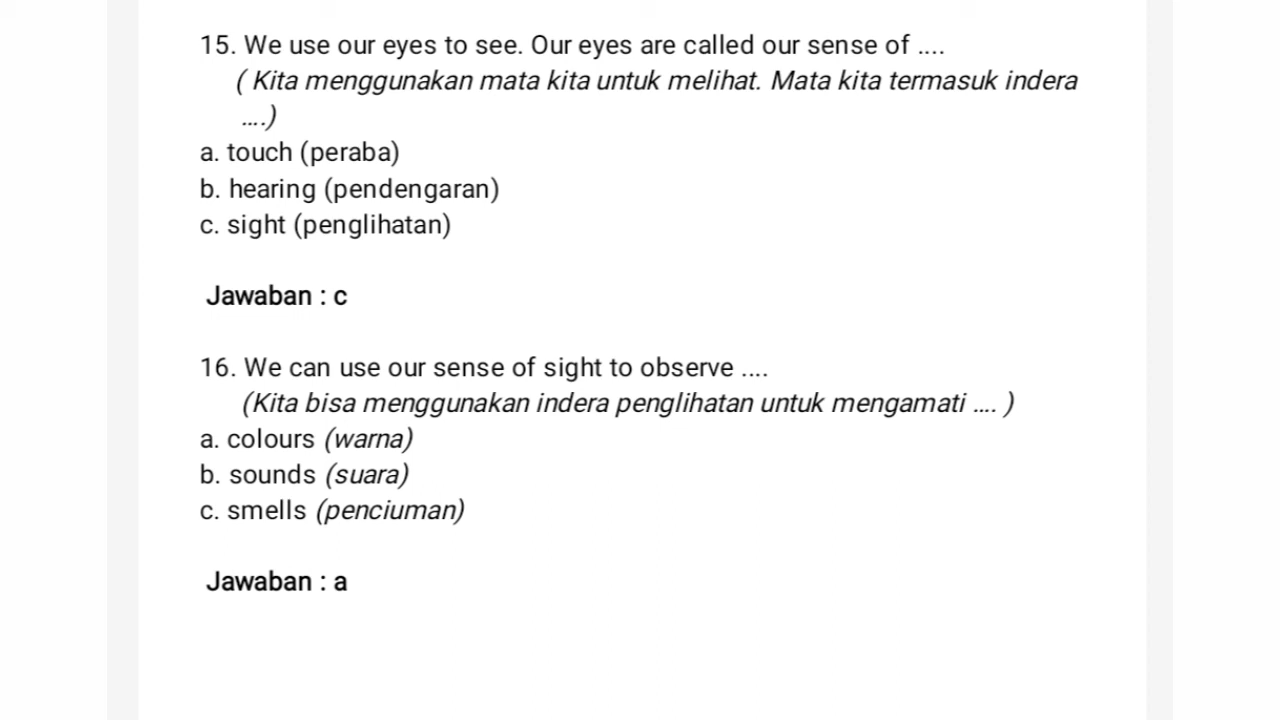 15. We use our eyes to see. Our eyes are called our sense of ....
( Kita menggunakan mata kita untuk melihat. Mata kita termasuk indera
....)
a. touch (peraba)
b. hearing (pendengaran)
c. sight (penglihatan)
Jawaban : c
16. We can use our sense of sight to observe ....
(Kita bisa menggunakan indera penglihatan untuk mengamati .... )
a. colours (warna)
b. sounds (suara)
c. smells (penciuman)
Jawaban : a